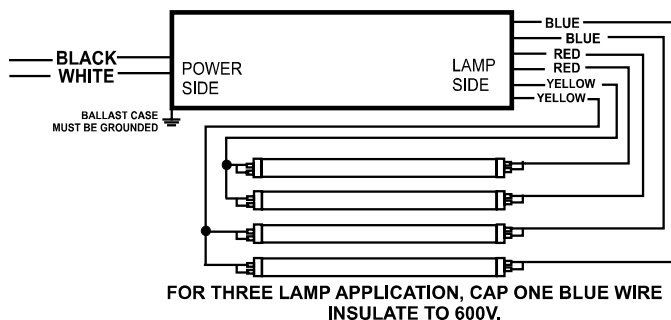 BLUE
BLUE
BLACK
RED
WHITE
RED
POWER
SIDE
LAMP
SIDE
YELLOW
YELLOW
BALLAST CASE
MUST BE GROUNDED
FOR THREE LAMP APPLICATION, CAP ONE BLUE WIRE
INSULATE TO 600V.